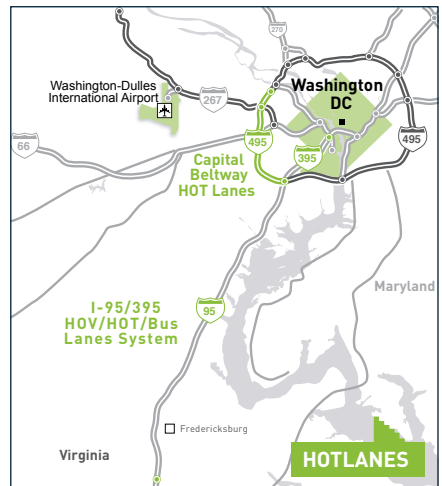 270
Washington-Dulles
International Airport
267
Washington
DC
66
495
395
495
Capital
Beltway
HOT Lanes
Maryland
I-95/395
HOV/HOT/Bus
Lanes System
95
Fredericksburg
Virginia
HOTLANES